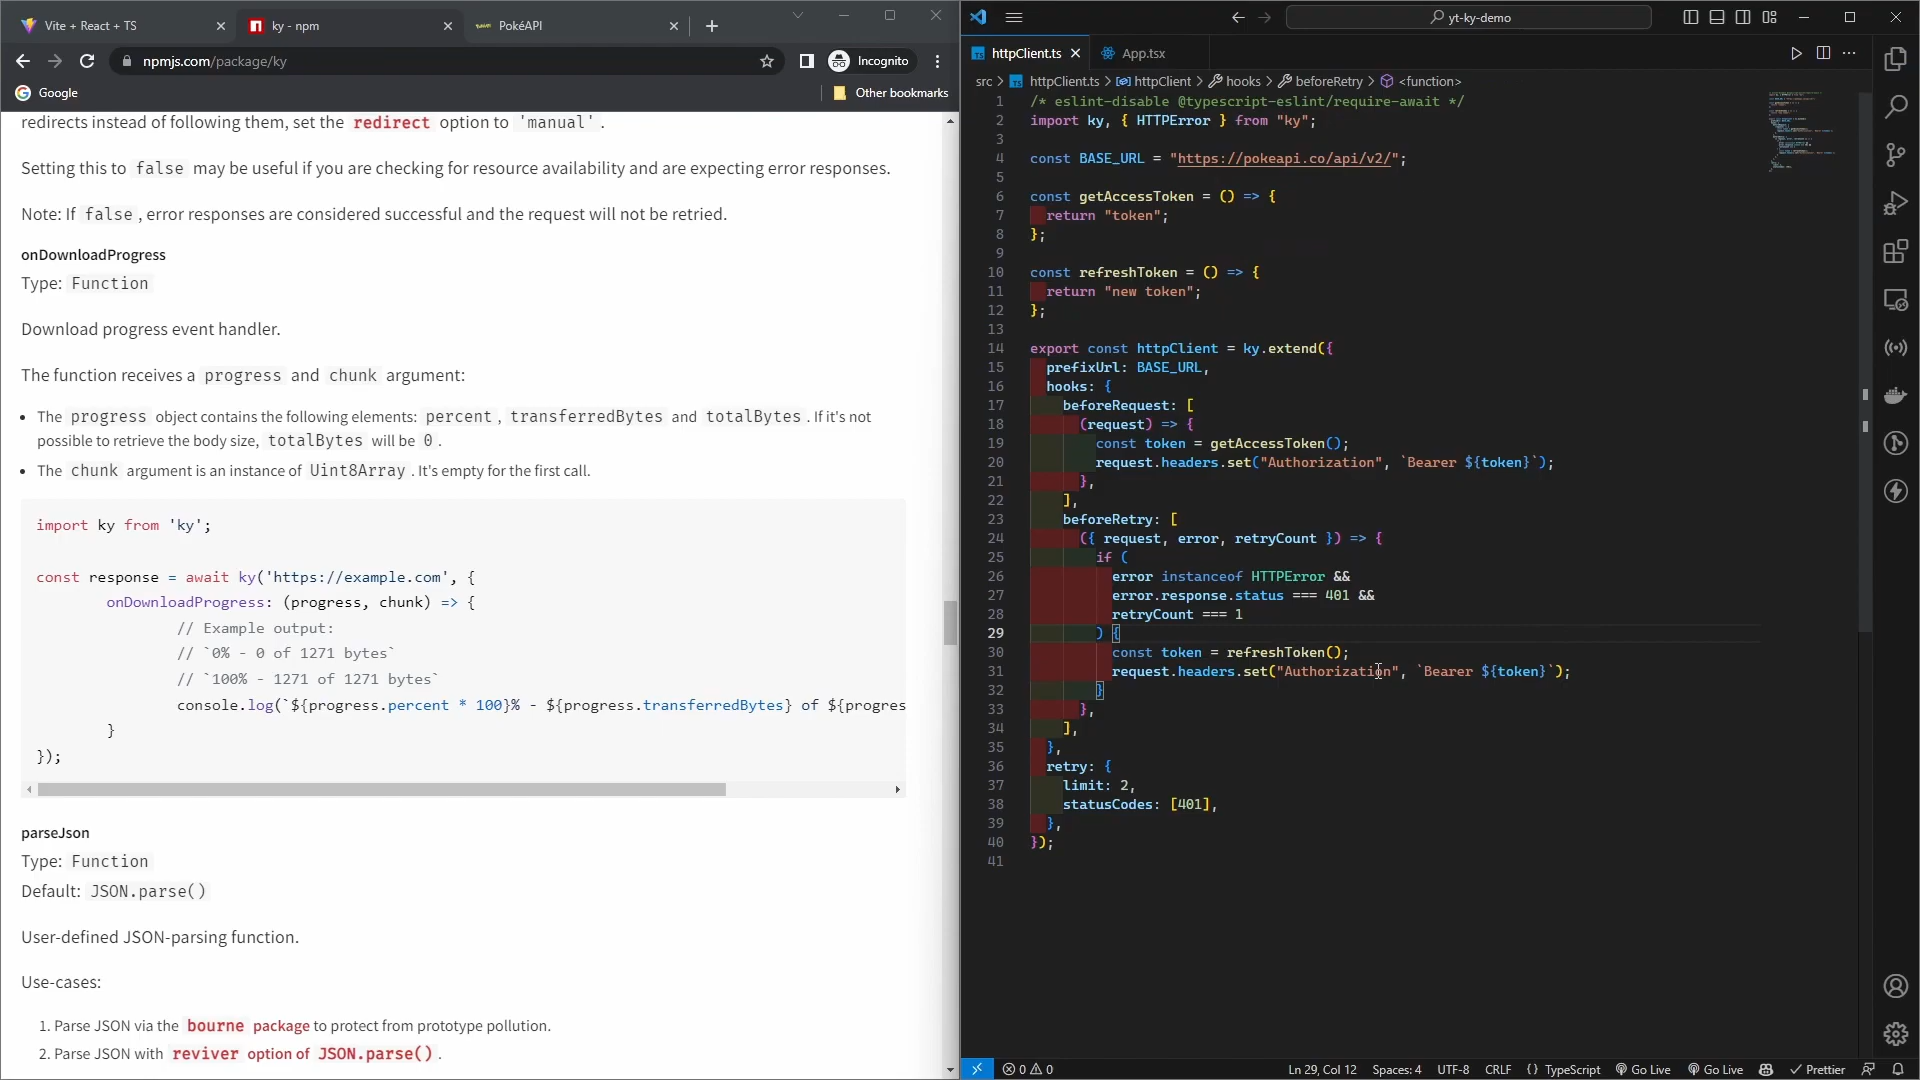 Vite + React + TS
ky - npm
PokéAPI
npmjs.com/package/ky
Incognito
Google
Other bookmarks
redirects instead of following them, set the redirect option to 'manual'.
Setting this to false may be useful if you are checking for resource availability and are expecting error responses.
Note: If false, error responses are considered successful and the request will not be retried.
onDownloadProgress
Type: Function
Download progress event handler.
The function receives a progress and chunk argument:
• The progress object contains the following elements: percent, transferredBytes and totalBytes. If it's not
possible to retrieve the body size, totalBytes will be 0.
• The chunk argument is an instance of Uint8Array. It's empty for the first call.
import ky from 'ky';
const response = await ky('https://example.com', {
onDownloadProgress: (progress, chunk) => {
// Example output:
// `0% - 0 of 1271 bytes`
// `100% - 1271 of 1271 bytes`
console.log(`${progress.percent * 100}% - ${progress.transferredBytes} of ${progres
}
});
parseJson
Type: Function
Default: JSON.parse()
User-defined JSON-parsing function.
Use-cases:
1. Parse JSON via the bourne package to protect from prototype pollution.
2. Parse JSON with reviver option of JSON.parse().
yt-ky-demo
httpClient.ts
App.tsx
src > httpClient.ts > httpClient > hooks > beforeRetry > <function>
1 /* eslint-disable @typescript-eslint/require-await */
2 import ky, { HTTPError } from "ky";
3
4 const BASE_URL = "https://pokeapi.co/api/v2/";
5
6 const getAccessToken = () => {
7 return "token";
8 };
9
10 const refreshToken = () => {
11 return "new token";
12 };
13
14 export const httpClient = ky.extend({
15 prefixUrl: BASE_URL,
16 hooks: {
17 beforeRequest: [
18 (request) => {
19 const token = getAccessToken();
20 request.headers.set("Authorization", `Bearer ${token}`);
21 },
22 ],
23 beforeRetry: [
24 ({ request, error, retryCount }) => {
25 if (
26 error instanceof HTTPError &&
27 error.response.status === 401 &&
28 retryCount === 1
29 ) {
30 const token = refreshToken();
31 request.headers.set("Authorization", `Bearer ${token}`);
32 }
33 },
34 ],
35 },
36 retry: {
37 limit: 2,
38 statusCodes: [401],
39 },
40 });
41
0 0
Ln 29, Col 12 Spaces: 4 UTF-8 CRLF {} TypeScript Go Live Go Live Prettier